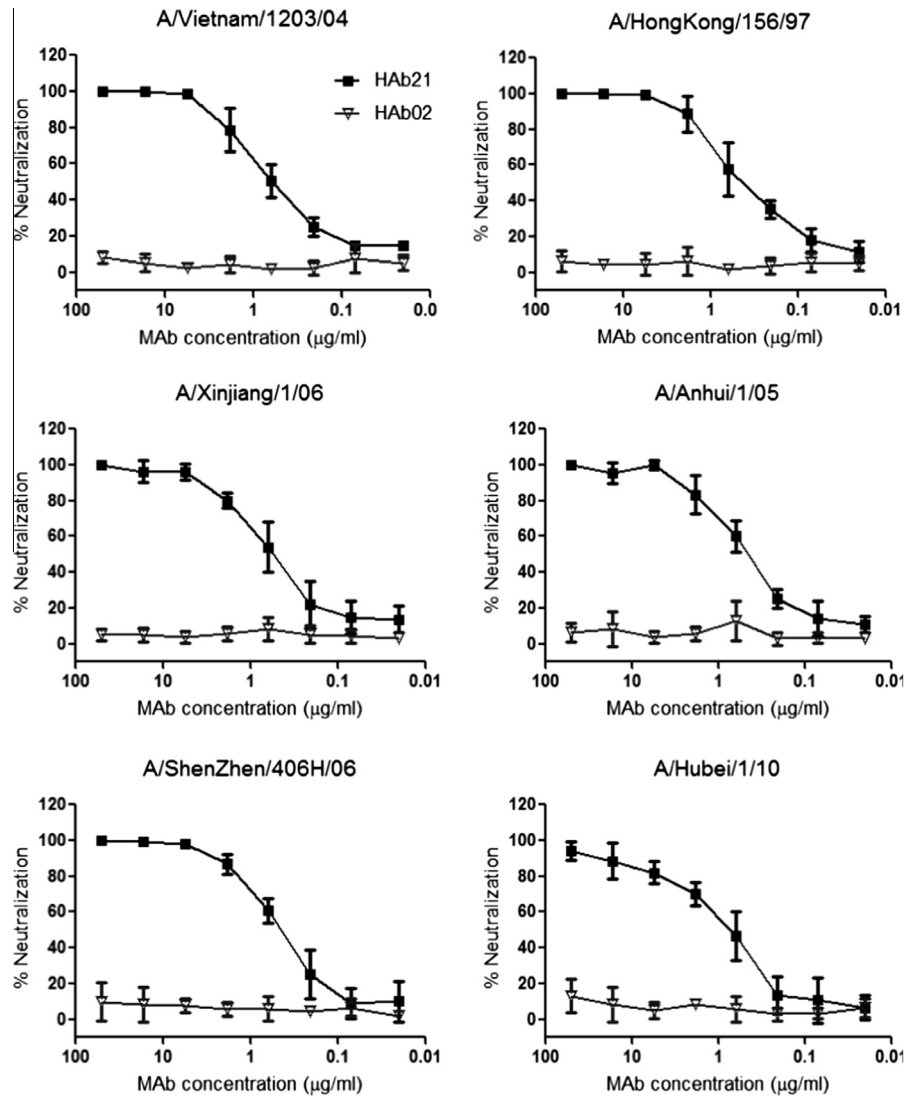 A/Vietnam/1203/04
120
100
80
60
40
20
0
% Neutralization
HAb21
HAb02
100 10 1 0.1 0.0
MAb concentration (µg/ml)
A/HongKong/156/97
120
100
80
60
40
20
0
% Neutralization
100 10 1 0.1 0.01
MAb concentration (µg/ml)
A/Xinjiang/1/06
120
100
80
60
40
20
0
% Neutralization
100 10 1 0.1 0.01
MAb concentration (µg/ml)
A/Anhui/1/05
120
100
80
60
40
20
0
% Neutralization
100 10 1 0.1 0.01
MAb concentration (µg/ml)
A/ShenZhen/406H/06
120
100
80
60
40
20
0
% Neutralization
100 10 1 0.1 0.01
MAb concentration (µg/ml)
A/Hubei/1/10
120
100
80
60
40
20
0
% Neutralization
100 10 1 0.1 0.01
MAb concentration (µg/ml)